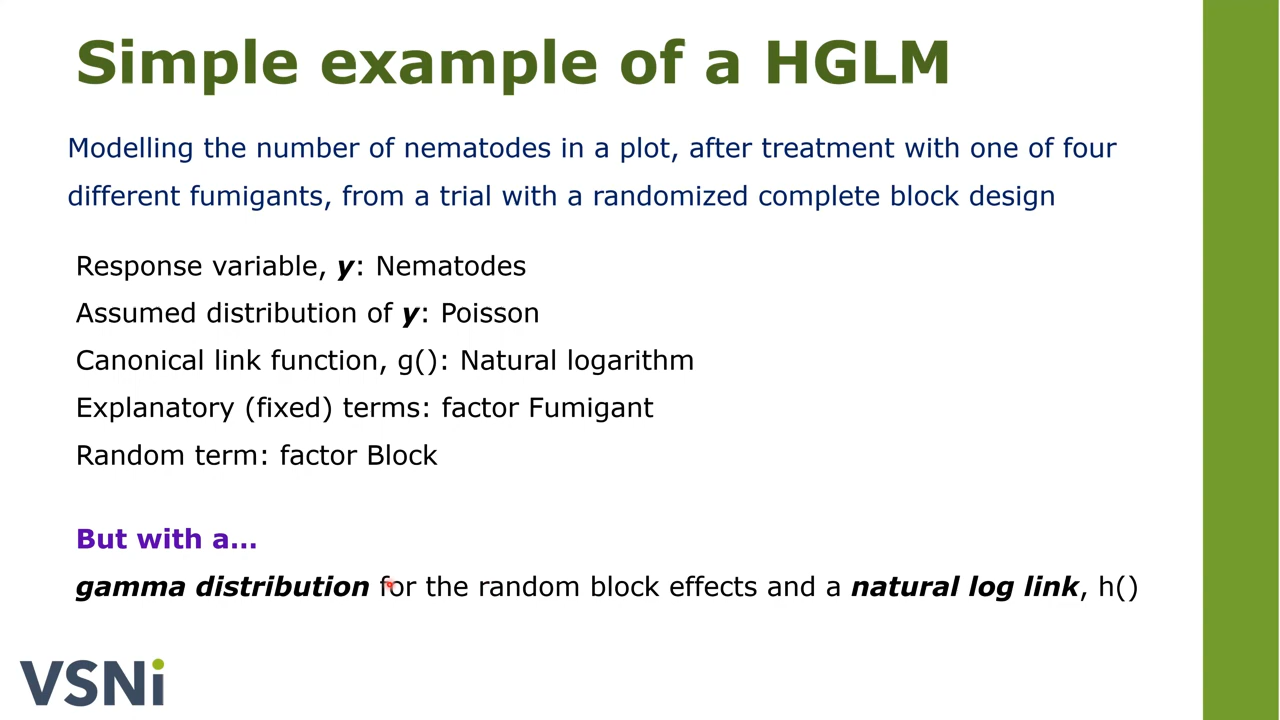 Simple example of a HGLM
Modelling the number of nematodes in a plot, after treatment with one of four
different fumigants, from a trial with a randomized complete block design
Response variable, y: Nematodes
Assumed distribution of y: Poisson
Canonical link function, g(): Natural logarithm
Explanatory (fixed) terms: factor Fumigant
Random term: factor Block
But with a...
gamma distribution for the random block effects and a natural log link, h()
VSNi